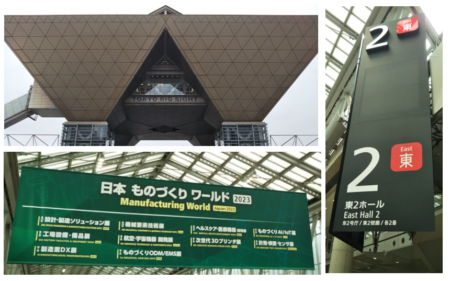 TOKYO BIG SIGHT
日本 ものづくり ワールド 2023
Manufacturing World
設計・製造ソリューション展
機械要素技術展
ヘルスケア・医療機器
ものづくりAI/IoT展
工場設備・備品展
航空・宇宙機器 開発展
次世代3Dプリンタ展
計測・検査・センサ展
製造業DX展
ものづくりODM/EMS展
2 東
East
2 東
東2ホール
East Hall 2